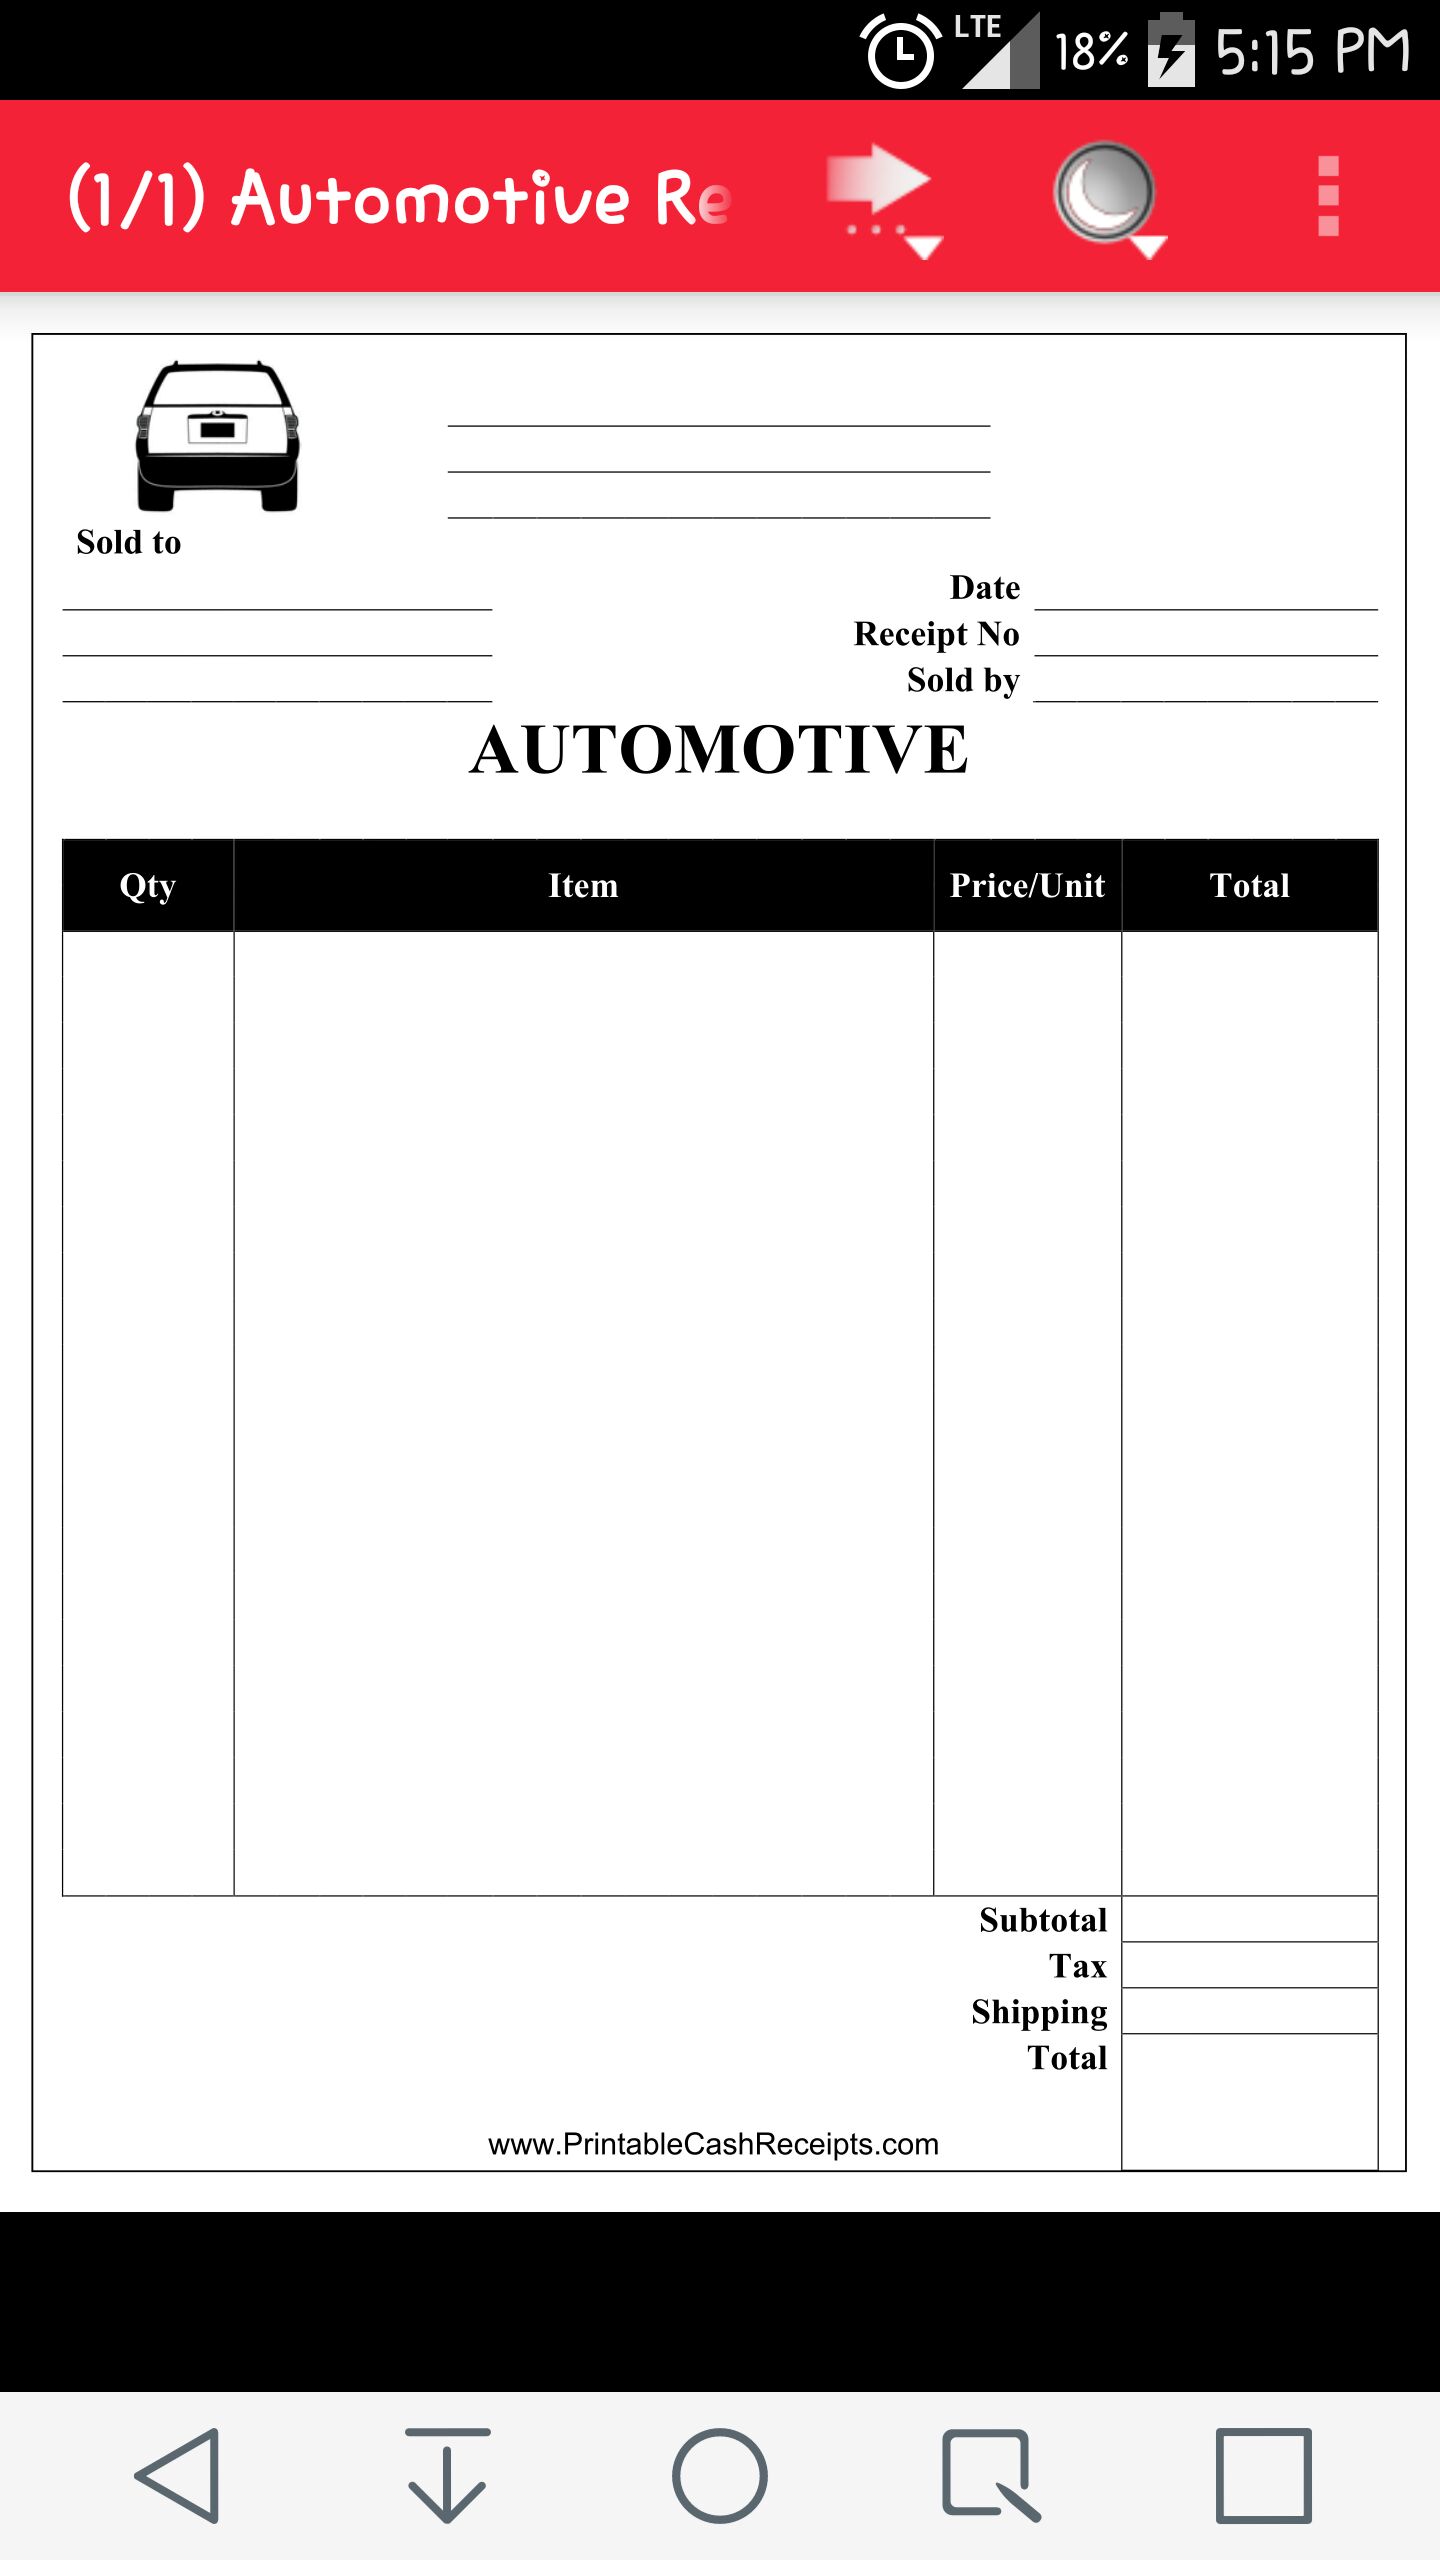 LTE 18% 5:15 PM
(1/1) Automotive Re
Sold to
Date
Receipt No
Sold by
AUTOMOTIVE
Qty Item Price/Unit Total
Subtotal
Tax
Shipping
Total
www.PrintableCashReceipts.com